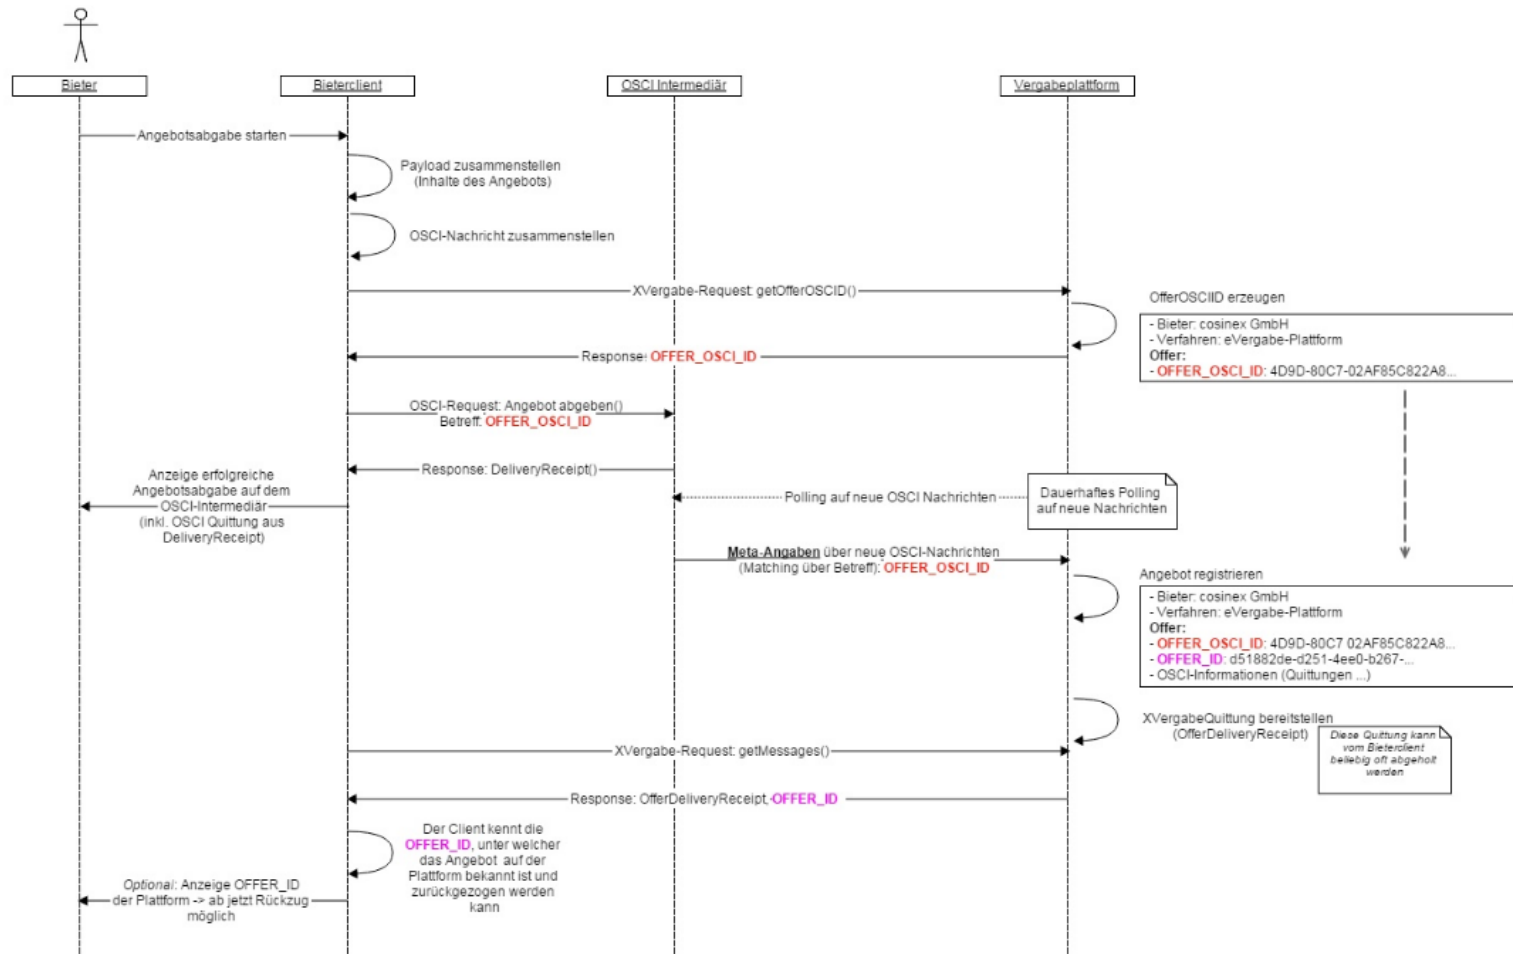 Bieter
Bieterclient
OSCI Intermediär
Vergabeplattform
Angebotsabgabe starten
Payload zusammenstellen
(Inhalte des Angebots)
OSCI-Nachricht zusammenstellen
XVergabe-Request: getOfferOSCID()
OfferOSCIID erzeugen
- Bieter: cosinex GmbH
- Verfahren: eVergabe-Plattform
Offer:
- OFFER_OSCI_ID: 4D9D-80C7-02AF85C822A8...
Response: OFFER_OSCI_ID
OSCI-Request: Angebot abgeben()
Betreff: OFFER_OSCI_ID
Response: DeliveryReceipt()
Anzeige erfolgreiche
Angebotsabgabe auf dem
OSCI-Intermediär
(inkl. OSCI Quittung aus
DeliveryReceipt)
Polling auf neue OSCI Nachrichten
Dauerhaftes Polling
auf neue Nachrichten
Meta-Angaben über neue OSCI-Nachrichten
(Matching über Betreff): OFFER_OSCI_ID
Angebot registrieren
- Bieter: cosinex GmbH
- Verfahren: eVergabe-Plattform
Offer:
- OFFER_OSCI_ID: 4D9D-80C7 02AF85C822A8...
- OFFER_ID: d51882de-d251-4ee0-b267-...
- OSCI-Informationen (Quittungen ...)
XVergabeQuittung bereitstellen
(OfferDeliveryReceipt)
Diese Quittung kann
vom Bieterclient
beliebig oft abgeholt
werden
XVergabe-Request: getMessages()
Response: OfferDeliveryReceipt, OFFER_ID
Der Client kennt die
OFFER_ID, unter welcher
das Angebot auf der
Plattform bekannt ist und
zurückgezogen werden
kann
Optional: Anzeige OFFER_ID
der Plattform -> ab jetzt Rückzug
möglich